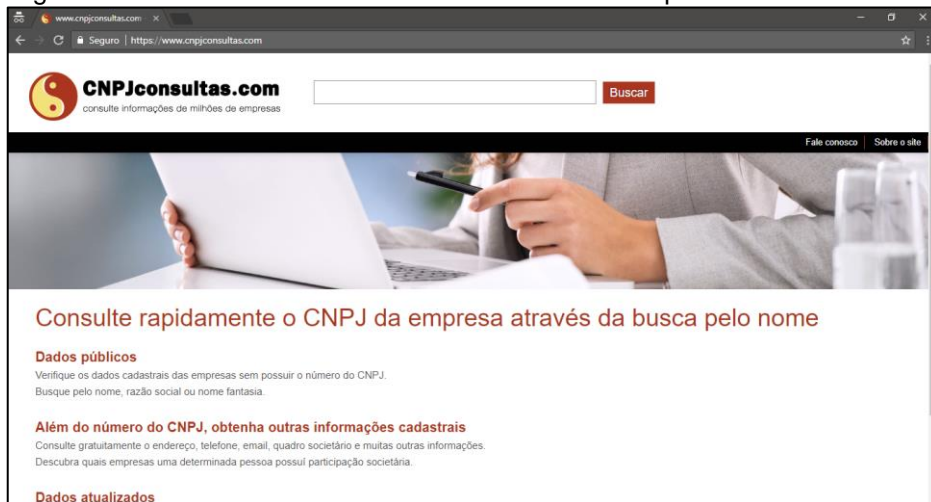 www.cnpjconsultas.com
Seguro | https://www.cnpjconsultas.com
CNPJconsultas.com
consulte informações de milhões de empresas
Buscar
Fale conosco
Sobre o site
Consulte rapidamente o CNPJ da empresa através da busca pelo nome
Dados públicos
Verifique os dados cadastrais das empresas sem possuir o número do CNPJ.
Busque pelo nome, razão social ou nome fantasia.
Além do número do CNPJ, obtenha outras informações cadastrais
Consulte gratuitamente o endereço, telefone, email, quadro societário e muitas outras informações.
Descubra quais empresas uma determinada pessoa possuí participação societária.
Dados atualizados